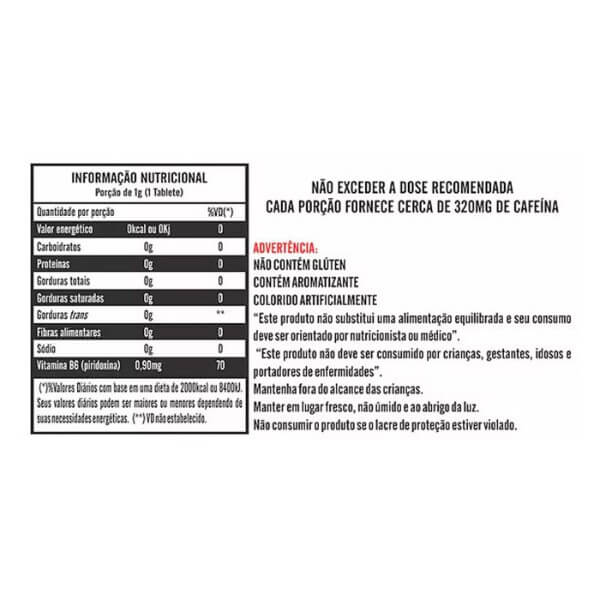 INFORMAÇÃO NUTRICIONAL
Porção de 1g (1 Tablete)
Quantidade por porção %VD(*)
Valor energético 0kcal ou 0Kj 0
Carboidratos 0g 0
Proteínas 0g 0
Gorduras totais 0g 0
Gorduras saturadas 0g 0
Gorduras trans 0g **
Fibras alimentares 0g 0
Sódio 0g 0
Vitamina B6 (piridoxina) 0,90mg 70
(*)%Valores Diários com base em uma dieta de 2000kcal ou 8400kJ.
Seus valores diários podem ser maiores ou menores dependendo de
suas necessidades energéticas. (**) VD não estabelecido.
NÃO EXCEDER A DOSE RECOMENDADA
CADA PORÇÃO FORNECE CERCA DE 320MG DE CAFEÍNA
ADVERTÊNCIA:
NÃO CONTÉM GLÚTEN
CONTÉM AROMATIZANTE
COLORIDO ARTIFICIALMENTE
“Este produto não substitui uma alimentação equilibrada e seu consumo
deve ser orientado por nutricionista ou médico”.
“Este produto não deve ser consumido por crianças, gestantes, idosos e
portadores de enfermidades”.
Mantenha fora do alcance das crianças.
Manter em lugar fresco, não úmido e ao abrigo da luz.
Não consumir o produto se o lacre de proteção estiver violado.